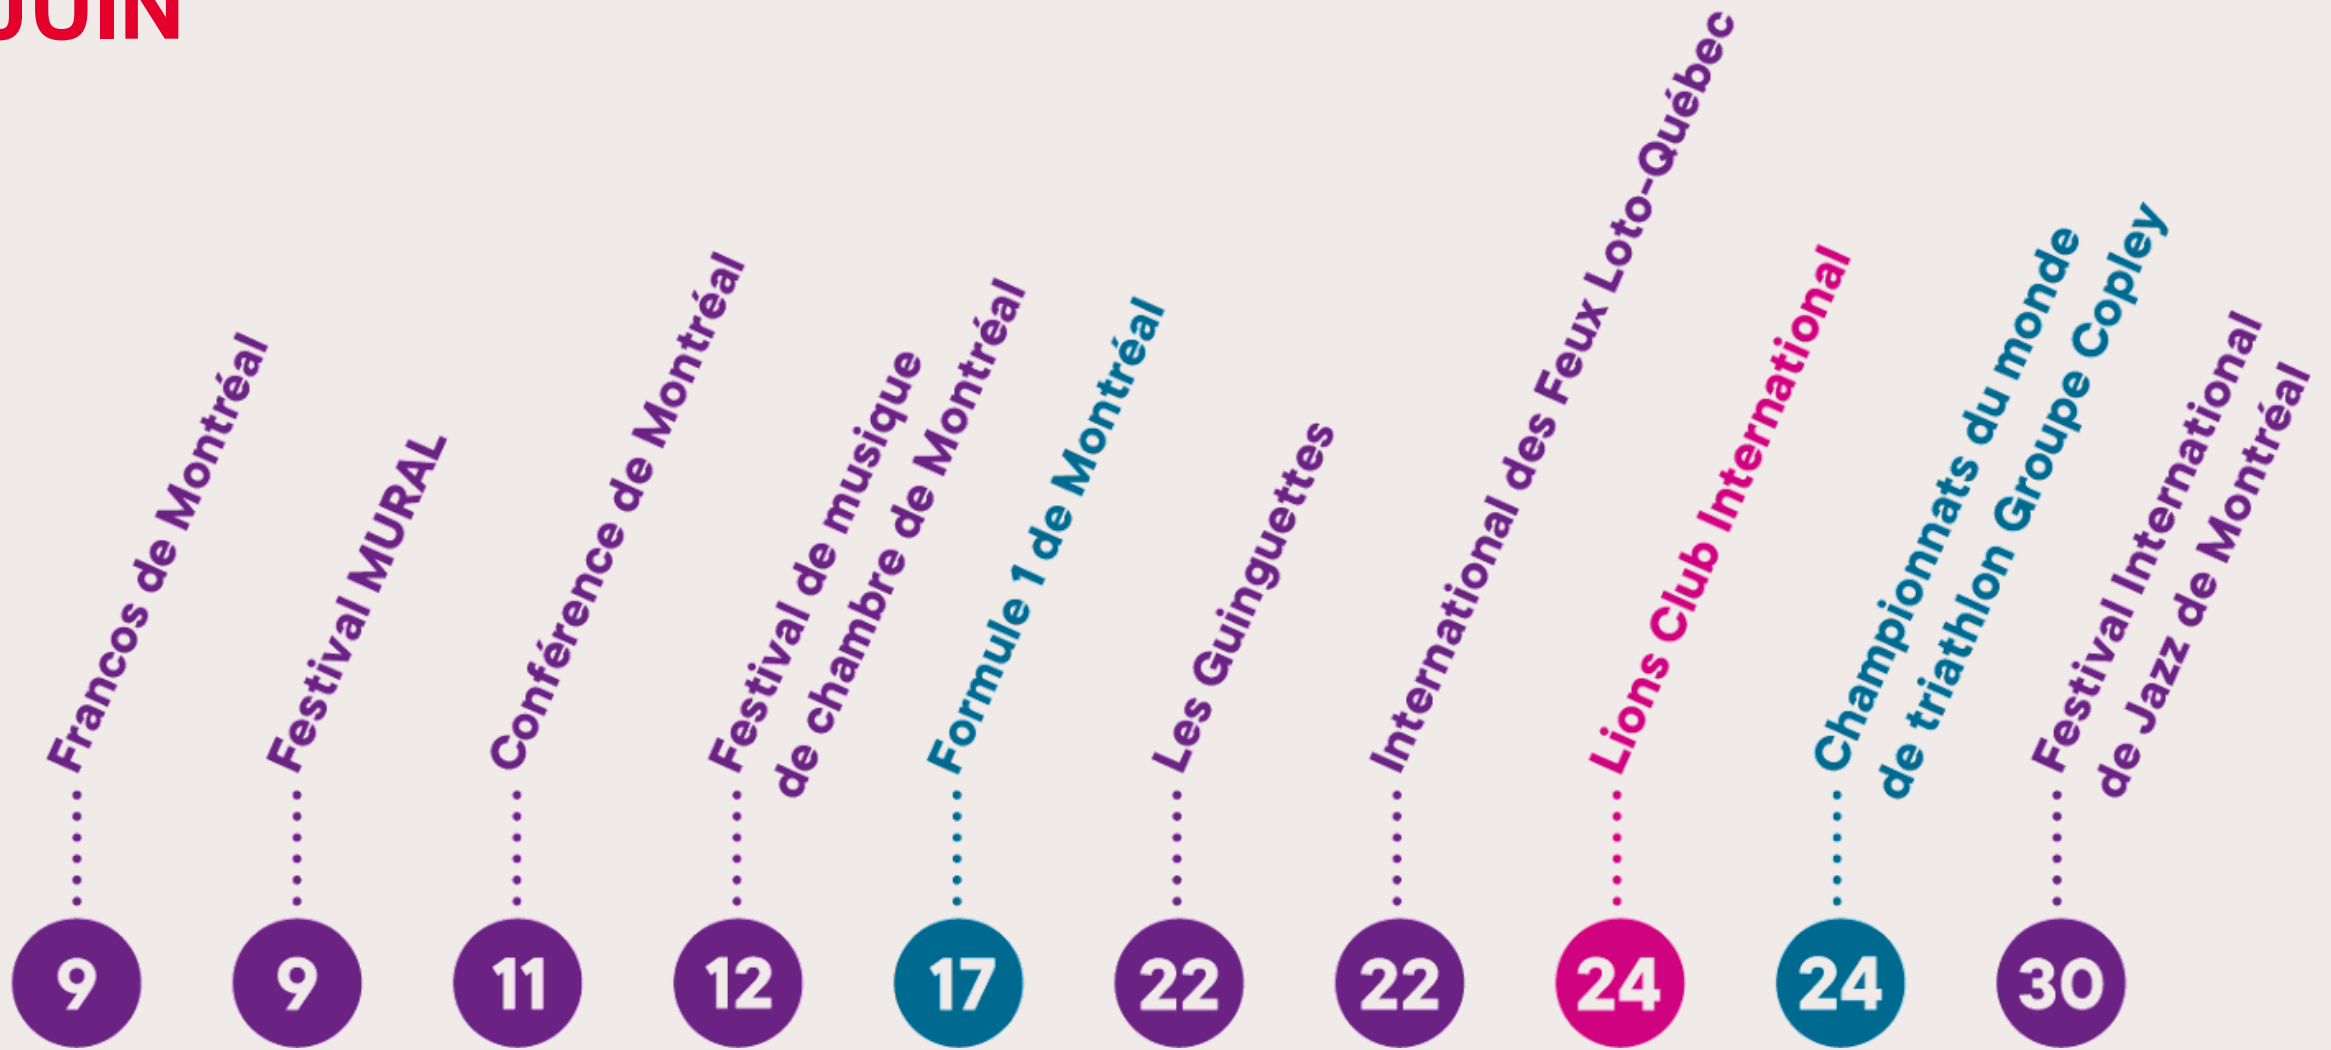 JUIN
Francos de Montréal
Festival MURAL
Conférence de Montréal
Festival de musique
de chambre de Montréal
Formule 1 de Montréal
Les Guinguettes
International des Feux Loto-Québec
Lions Club International
Championnats du monde
de triathlon Groupe Copley
Festival International
de Jazz de Montréal
9
9
11
12
17
22
22
24
24
30